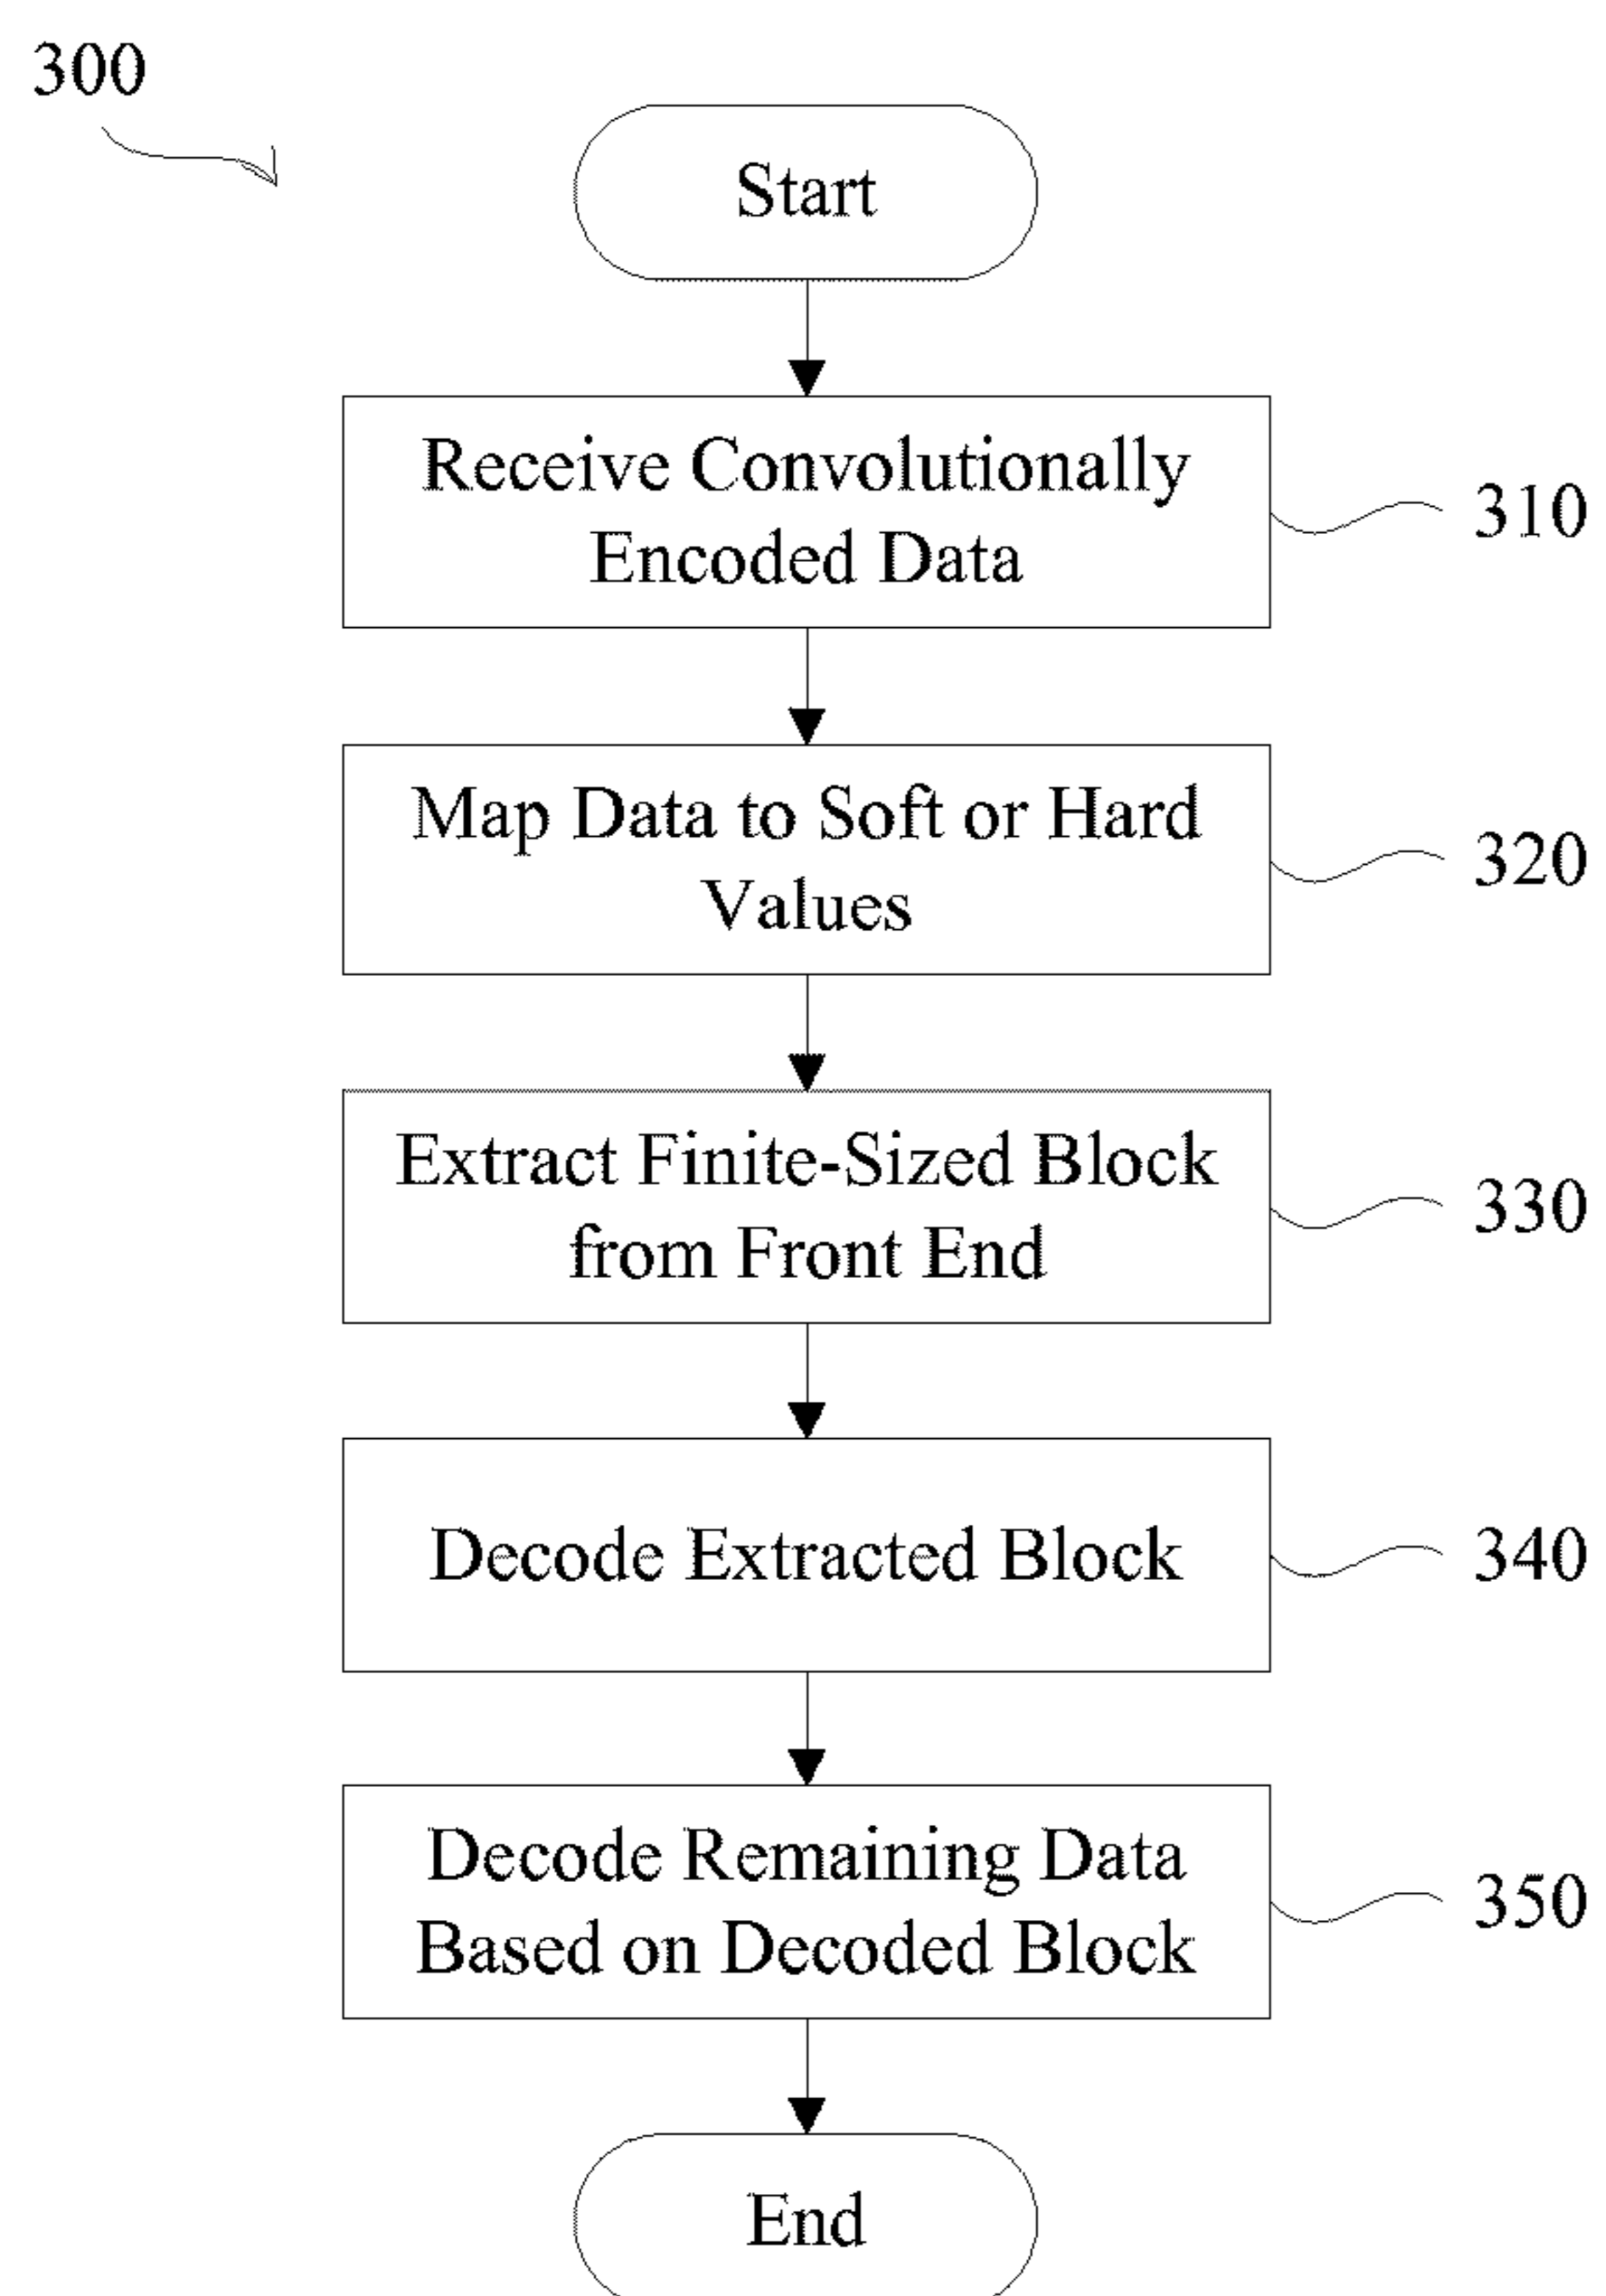 300
Start
Receive Convolutionally
Encoded Data
310
Map Data to Soft or Hard
Values
320
Extract Finite-Sized Block
from Front End
330
Decode Extracted Block
340
Decode Remaining Data
Based on Decoded Block
350
End